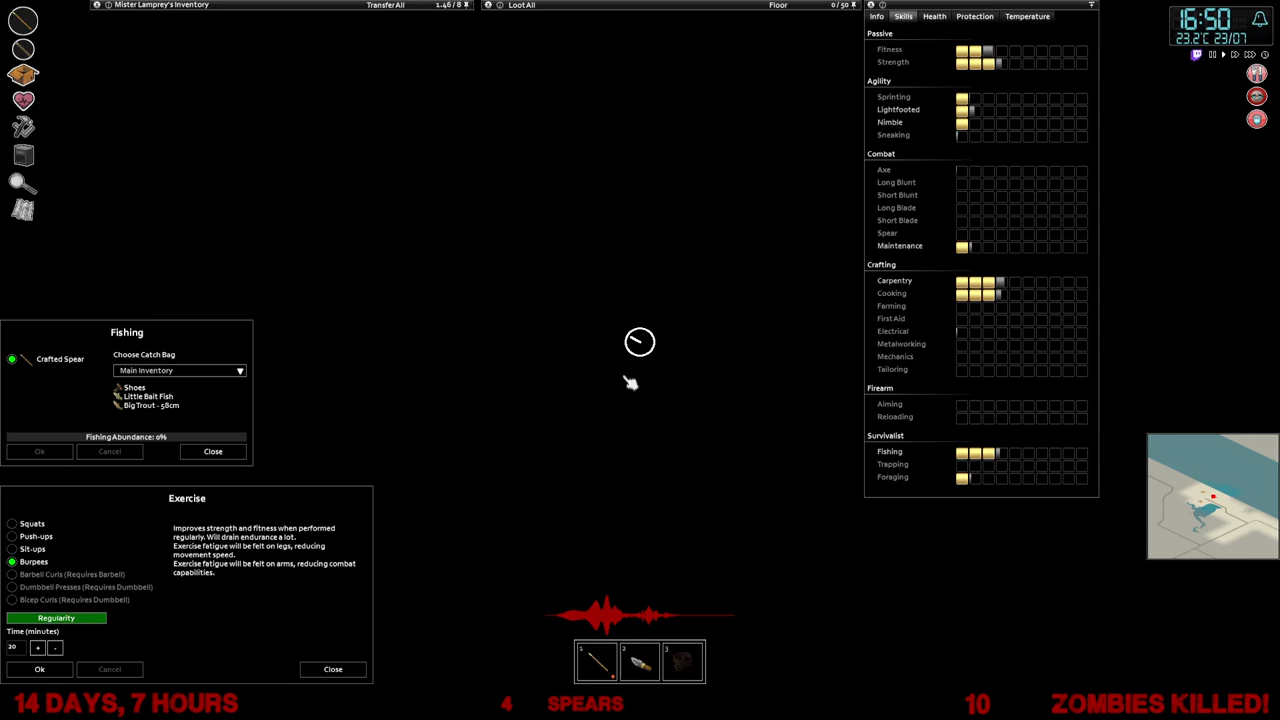 Mister Lamprey's Inventory Transfer All 1.46 / 8
Loot All Floor 0 / 50
Info Skills Health Protection Temperature
16:50
23.2°C 23/07
Passive
Fitness
Strength
Agility
Sprinting
Lightfooted
Nimble
Sneaking
Combat
Axe
Long Blunt
Short Blunt
Long Blade
Short Blade
Spear
Maintenance
Crafting
Carpentry
Cooking
Farming
First Aid
Electrical
Metalworking
Mechanics
Tailoring
Firearm
Aiming
Reloading
Survivalist
Fishing
Trapping
Foraging
Fishing
Crafted Spear
Choose Catch Bag
Main Inventory
Shoes
Little Bait Fish
Big Trout - 58cm
Fishing Abundance: 0%
Ok Cancel Close
Exercise
Squats
Push-ups
Sit-ups
Burpees
Barbell Curls (Requires Barbell)
Dumbbell Presses (Requires Dumbbell)
Bicep Curls (Requires Dumbbell)
Improves strength and fitness when performed
regularly. Will drain endurance a lot.
Exercise fatigue will be felt on legs, reducing
movement speed.
Exercise fatigue will be felt on arms, reducing combat
capabilities.
Regularity
Time (minutes)
20 + -
Ok Cancel Close
1 2 3
14 DAYS, 7 HOURS
4 SPEARS
10 ZOMBIES KILLED!